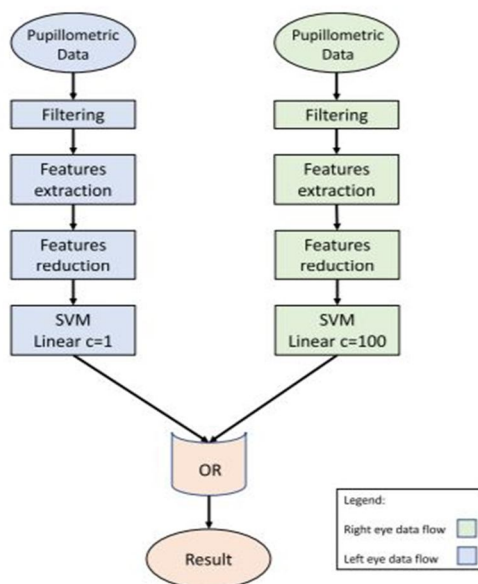 Pupillometric
Data
Filtering
Features
extraction
Features
reduction
SVM
Linear c=1
Pupillometric
Data
Filtering
Features
extraction
Features
reduction
SVM
Linear c=100
OR
Result
Legend:
Right eye data flow
Left eye data flow